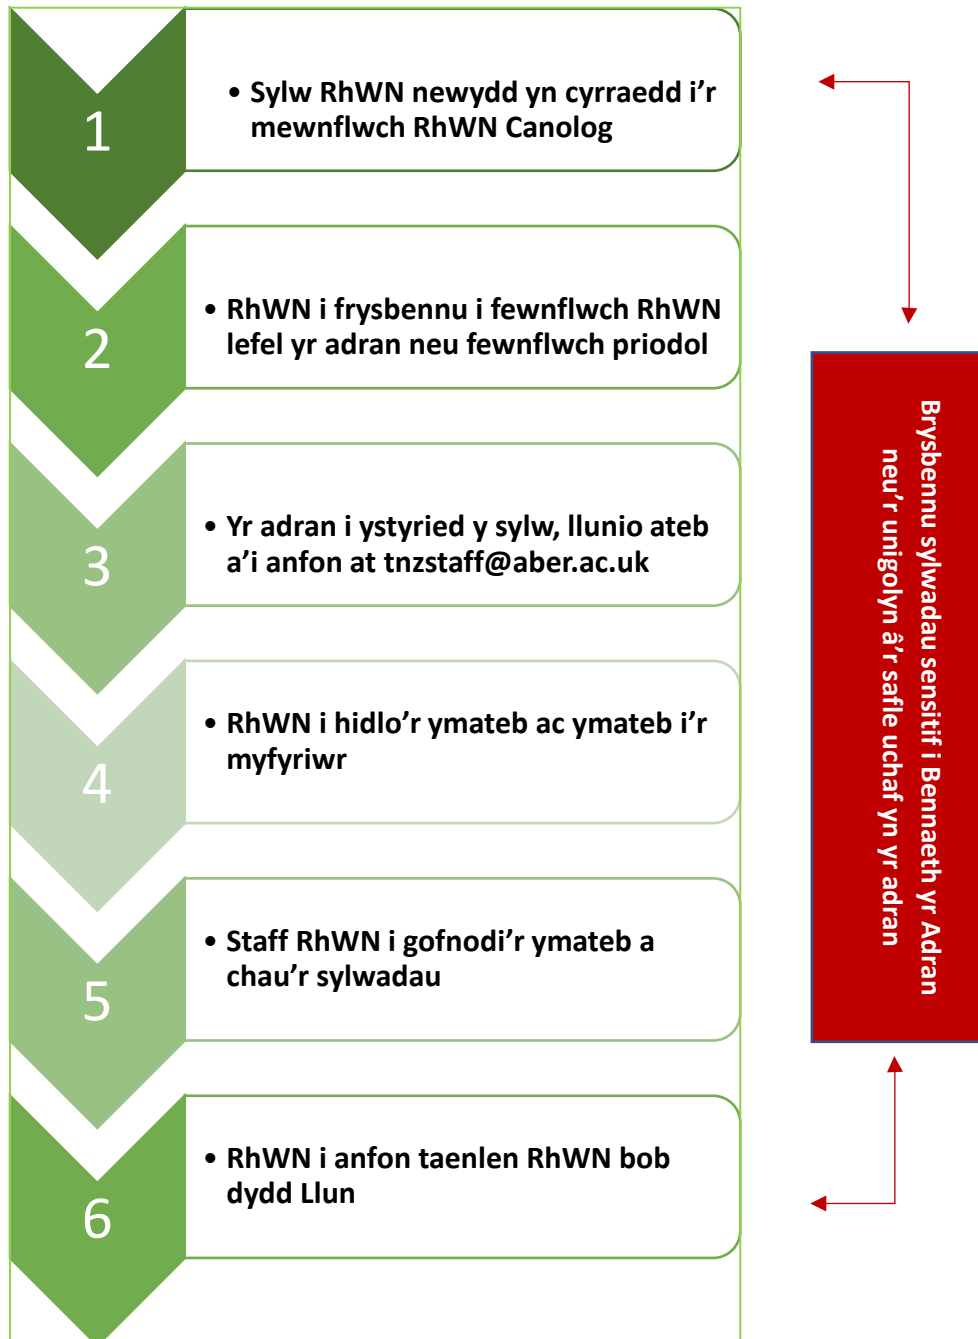 1
• Sylw RhWN newydd yn cyrraedd i’r
mewnflwch RhWN Canolog
2
• RhWN i frysbennu i fewnflwch RhWN
lefel yr adran neu fewnflwch priodol
3
• Yr adran i ystyried y sylw, llunio ateb
a’i anfon at tnzstaff@aber.ac.uk
4
• RhWN i hidlo’r ymateb ac ymateb i’r
myfyriwr
5
• Staff RhWN i gofnodi’r ymateb a
chau’r sylwadau
6
• RhWN i anfon taenlen RhWN bob
dydd Llun
Brysbennu sylwadau sensitif i Bennaeth yr Adran
neu’r unigolyn â’r safle uchaf yn yr adran